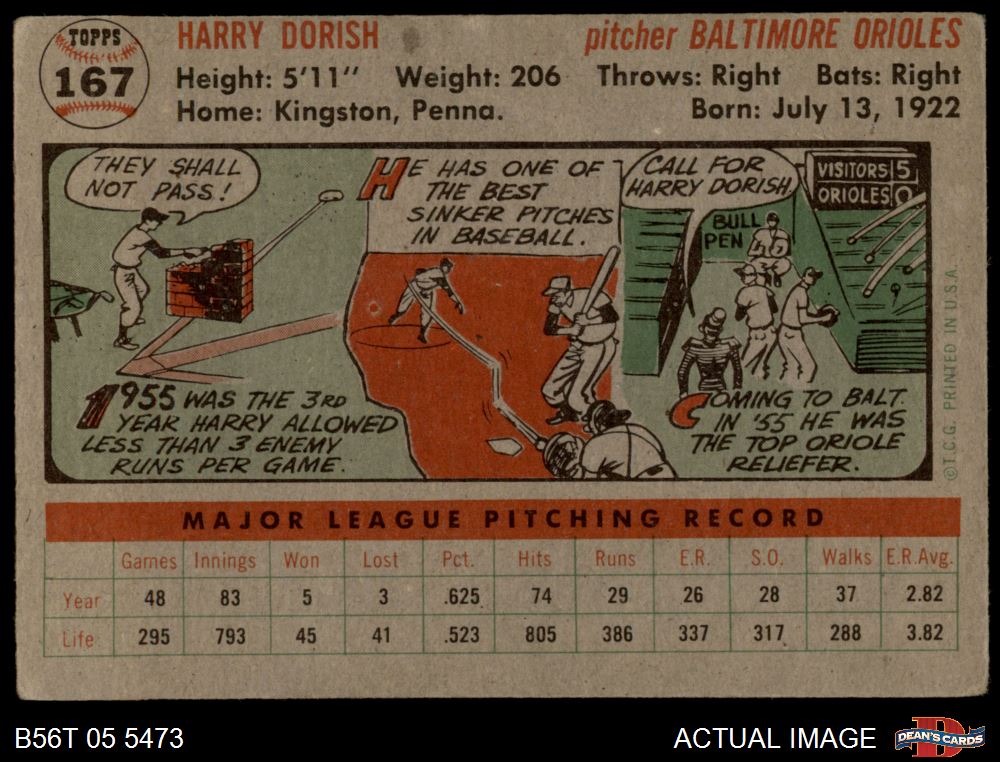 TOPPS
167
HARRY DORISH
pitcher BALTIMORE ORIOLES
Height: 5'11" Weight: 206 Throws: Right Bats: Right
Home: Kingston, Penna. Born: July 13, 1922
THEY SHALL
NOT PASS!
1955 WAS THE 3RD
YEAR HARRY ALLOWED
LESS THAN 3 ENEMY
RUNS PER GAME.
HE HAS ONE OF
THE BEST
SINKER PITCHES
IN BASEBALL.
CALL FOR
HARRY DORISH
VISITORS 5
ORIOLES 0
BULL
PEN
COMING TO BALT.
IN '55 HE WAS
THE TOP ORIOLE
RELIEFER.
©T.C.G. PRINTED IN U.S.A.
MAJOR LEAGUE PITCHING RECORD
Games Innings Won Lost Pct. Hits Runs E.R. S.O. Walks E.R.Avg.
Year 48 83 5 3 .625 74 29 26 28 37 2.82
Life 295 793 45 41 .523 805 386 337 317 288 3.82
B56T 05 5473
ACTUAL IMAGE
DEAN'S CARDS